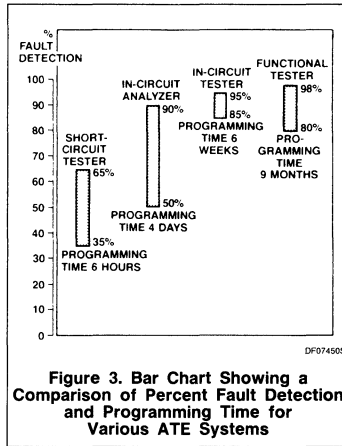 %
FAULT
DETECTION
100
90
80
70
60
50
40
30
20
10
0
SHORT-
CIRCUIT
TESTER
65%
35%
PROGRAMMING
TIME 6 HOURS
IN-CIRCUIT
ANALYZER
90%
50%
PROGRAMMING
TIME 4 DAYS
IN-CIRCUIT
TESTER
95%
85%
PROGRAMMING
TIME 6
WEEKS
FUNCTIONAL
TESTER
98%
80%
PRO-
GRAMMING
TIME
9 MONTHS
DF07450S
Figure 3. Bar Chart Showing a
Comparison of Percent Fault Detection
and Programming Time for
Various ATE Systems